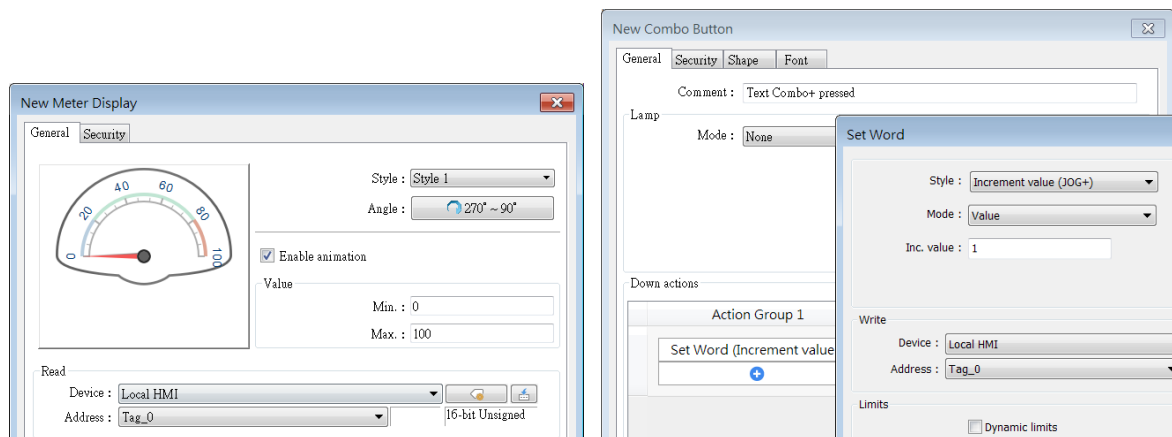 New Meter Display
General Security
0 20 40 60 80 100
Style : Style 1
Angle : 270° ~ 90°
Enable animation
Value
Min. : 0
Max. : 100
Read
Device : Local HMI
Address : Tag_0 16-bit Unsigned
New Combo Button
General Security Shape Font
Comment : Text Combo+ pressed
Lamp
Mode : None
Down actions
Action Group 1
Set Word (Increment value
Set Word
Style : Increment value (JOG+)
Mode : Value
Inc. value : 1
Write
Device : Local HMI
Address : Tag_0
Limits
Dynamic limits